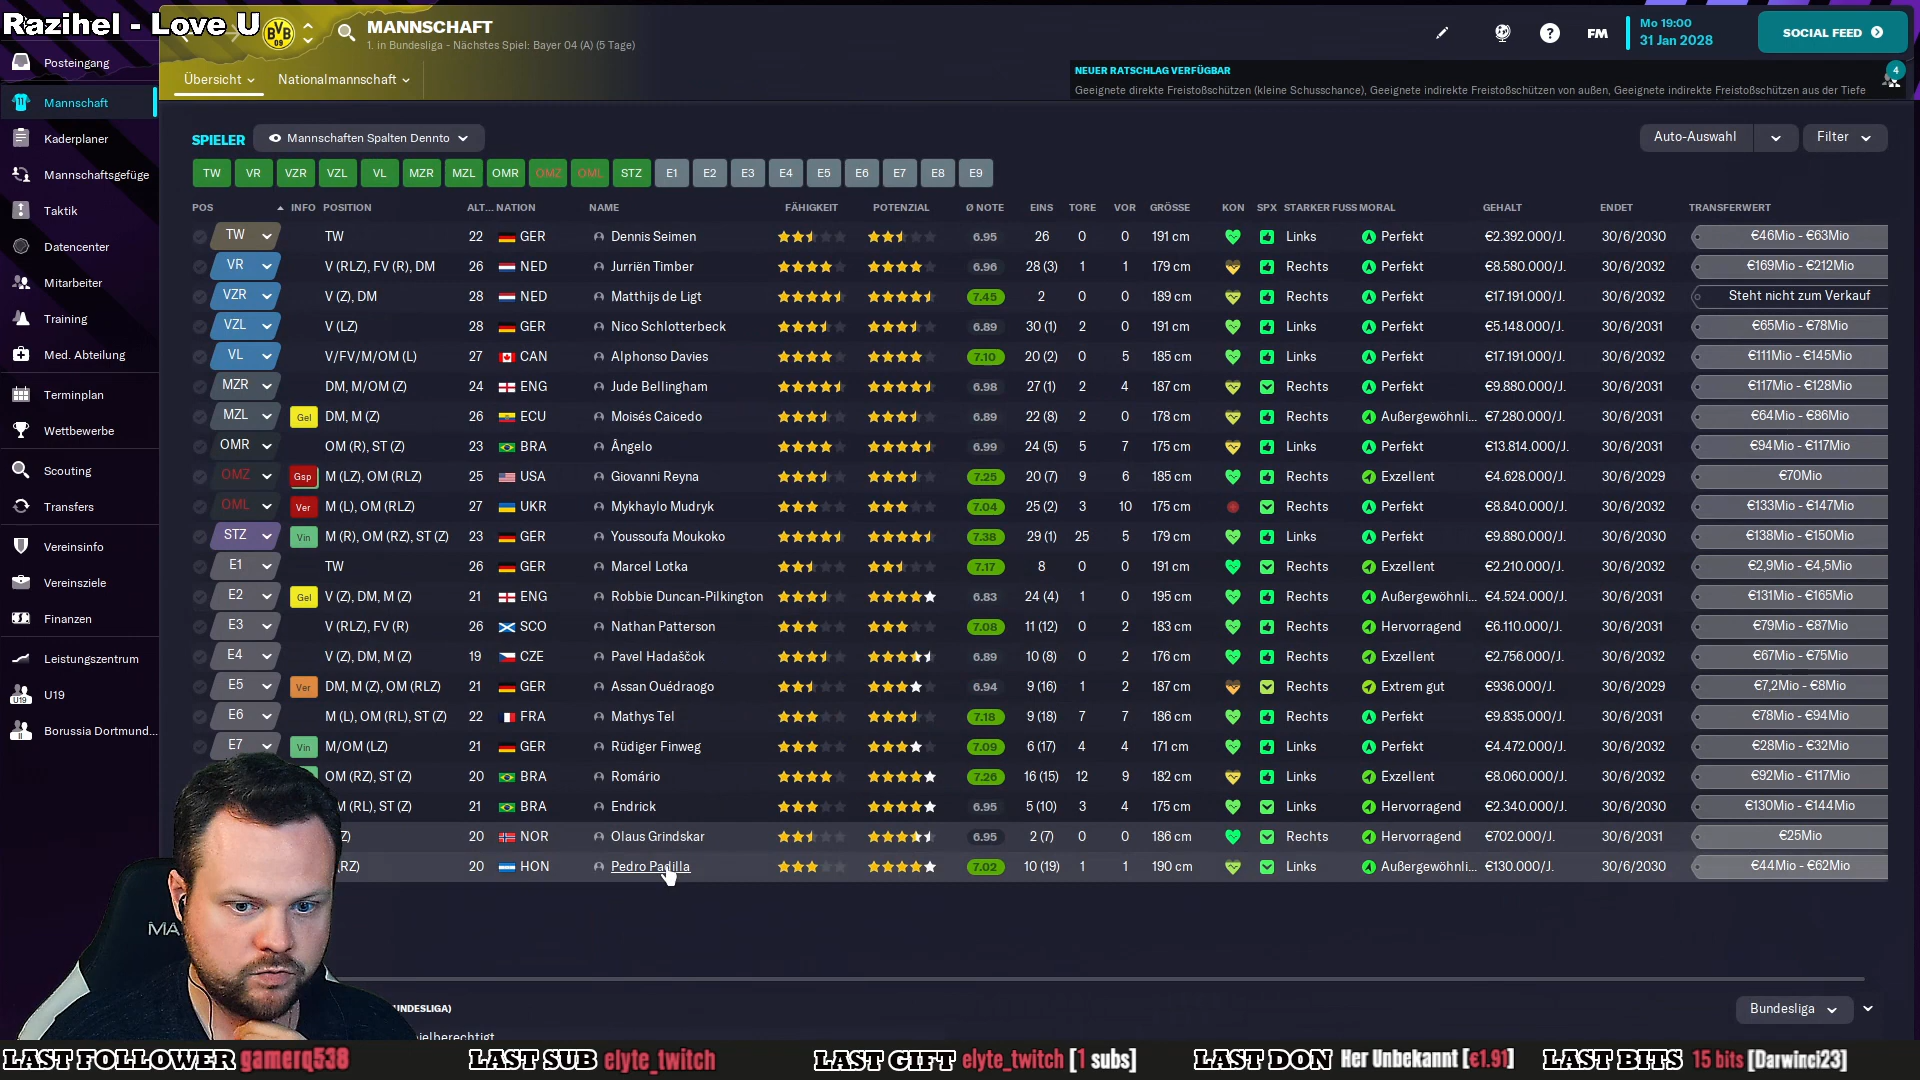 Razihel - Love U
MANNSCHAFT
1. in Bundesliga - Nächstes Spiel: Bayer 04 (A) (5 Tage)
FM
Mo 19:00
31 Jan 2028
SOCIAL FEED
Übersicht
Nationalmannschaft
NEUER RATSCHLAG VERFÜGBAR
4
Geeignete direkte Freistoßschützen (kleine Schusschance), Geeignete indirekte Freistoßschützen von außen, Geeignete indirekte Freistoßschützen aus der Tiefe
Posteingang
Mannschaft
Kaderplaner
Mannschaftsgefüge
Taktik
Datencenter
Mitarbeiter
Training
Med. Abteilung
Terminplan
Wettbewerbe
Scouting
Transfers
Vereinsinfo
Vereinsziele
Finanzen
Leistungszentrum
U19
Borussia Dortmund...
SPIELER
Mannschaften Spalten Dennto
Auto-Auswahl
Filter
TW VR VZR VZL VL MZR MZL OMR OMZ OML STZ E1 E2 E3 E4 E5 E6 E7 E8 E9
POS INFO POSITION ALT... NATION NAME FÄHIGKEIT POTENZIAL Ø NOTE EINS TORE VOR GRÖSSE KON SPX STARKER FUSS MORAL GEHALT ENDET TRANSFERWERT
TW TW 22 GER Dennis Seimen 6.95 26 0 0 191 cm Links Perfekt €2.392.000/J. 30/6/2030 €46Mio - €63Mio
VR V (RLZ), FV (R), DM 26 NED Jurriën Timber 6.96 28 (3) 1 1 179 cm Rechts Perfekt €8.580.000/J. 30/6/2032 €169Mio - €212Mio
VZR V (Z), DM 28 NED Matthijs de Ligt 7.45 2 0 0 189 cm Rechts Perfekt €17.191.000/J. 30/6/2032 Steht nicht zum Verkauf
VZL V (LZ) 28 GER Nico Schlotterbeck 6.89 30 (1) 2 0 191 cm Links Perfekt €5.148.000/J. 30/6/2031 €65Mio - €78Mio
VL V/FV/M/OM (L) 27 CAN Alphonso Davies 7.10 20 (2) 0 5 185 cm Links Perfekt €17.191.000/J. 30/6/2032 €111Mio - €145Mio
MZR DM, M/OM (Z) 24 ENG Jude Bellingham 6.98 27 (1) 2 4 187 cm Rechts Perfekt €9.880.000/J. 30/6/2031 €117Mio - €128Mio
MZL Gel DM, M (Z) 26 ECU Moisés Caicedo 6.89 22 (8) 2 0 178 cm Rechts Außergewöhnli... €7.280.000/J. 30/6/2031 €64Mio - €86Mio
OMR OM (R), ST (Z) 23 BRA Ângelo 6.99 24 (5) 5 7 175 cm Links Perfekt €13.814.000/J. 30/6/2031 €94Mio - €117Mio
OMZ Gsp M (LZ), OM (RLZ) 25 USA Giovanni Reyna 7.25 20 (7) 9 6 185 cm Rechts Exzellent €4.628.000/J. 30/6/2029 €70Mio
OML Ver M (L), OM (RLZ) 27 UKR Mykhaylo Mudryk 7.04 25 (2) 3 10 175 cm Rechts Perfekt €8.840.000/J. 30/6/2032 €133Mio - €147Mio
STZ Vin M (R), OM (RZ), ST (Z) 23 GER Youssoufa Moukoko 7.38 29 (1) 25 5 179 cm Links Perfekt €9.880.000/J. 30/6/2030 €138Mio - €150Mio
E1 TW 26 GER Marcel Lotka 7.17 8 0 0 191 cm Rechts Exzellent €2.210.000/J. 30/6/2032 €2,9Mio - €4,5Mio
E2 Gel V (Z), DM, M (Z) 21 ENG Robbie Duncan-Pilkington 6.83 24 (4) 1 0 195 cm Rechts Außergewöhnli... €4.524.000/J. 30/6/2031 €131Mio - €165Mio
E3 V (RLZ), FV (R) 26 SCO Nathan Patterson 7.08 11 (12) 0 2 183 cm Rechts Hervorragend €6.110.000/J. 30/6/2031 €79Mio - €87Mio
E4 V (Z), DM, M (Z) 19 CZE Pavel Hadaščok 6.89 10 (8) 0 2 176 cm Rechts Exzellent €2.756.000/J. 30/6/2032 €67Mio - €75Mio
E5 Ver DM, M (Z), OM (RLZ) 21 GER Assan Ouédraogo 6.94 9 (16) 1 2 187 cm Rechts Extrem gut €936.000/J. 30/6/2029 €7,2Mio - €8Mio
E6 M (L), OM (RL), ST (Z) 22 FRA Mathys Tel 7.18 9 (18) 7 7 186 cm Rechts Perfekt €9.835.000/J. 30/6/2031 €78Mio - €94Mio
E7 Vin M/OM (LZ) 21 GER Rüdiger Finweg 7.09 6 (17) 4 4 171 cm Links Perfekt €4.472.000/J. 30/6/2032 €28Mio - €32Mio
OM (RZ), ST (Z) 20 BRA Romário 7.26 16 (15) 12 9 182 cm Links Exzellent €8.060.000/J. 30/6/2032 €92Mio - €117Mio
M (RL), ST (Z) 21 BRA Endrick 6.95 5 (10) 3 4 175 cm Links Hervorragend €2.340.000/J. 30/6/2030 €130Mio - €144Mio
Z) 20 NOR Olaus Grindskar 6.95 2 (7) 0 0 186 cm Rechts Hervorragend €702.000/J. 30/6/2031 €25Mio
(RZ) 20 HON Pedro Padilla 7.02 10 (19) 1 1 190 cm Links Außergewöhnli... €130.000/J. 30/6/2030 €44Mio - €62Mio
MA
UNDESLIGA)
Bundesliga
ielberechtigt
LAST FOLLOWER gamerq538 LAST SUB elyte_twitch LAST GIFT elyte_twitch [1 subs] LAST DON Her Unbekannt [€1.91] LAST BITS 15 bits [Darwinci23]